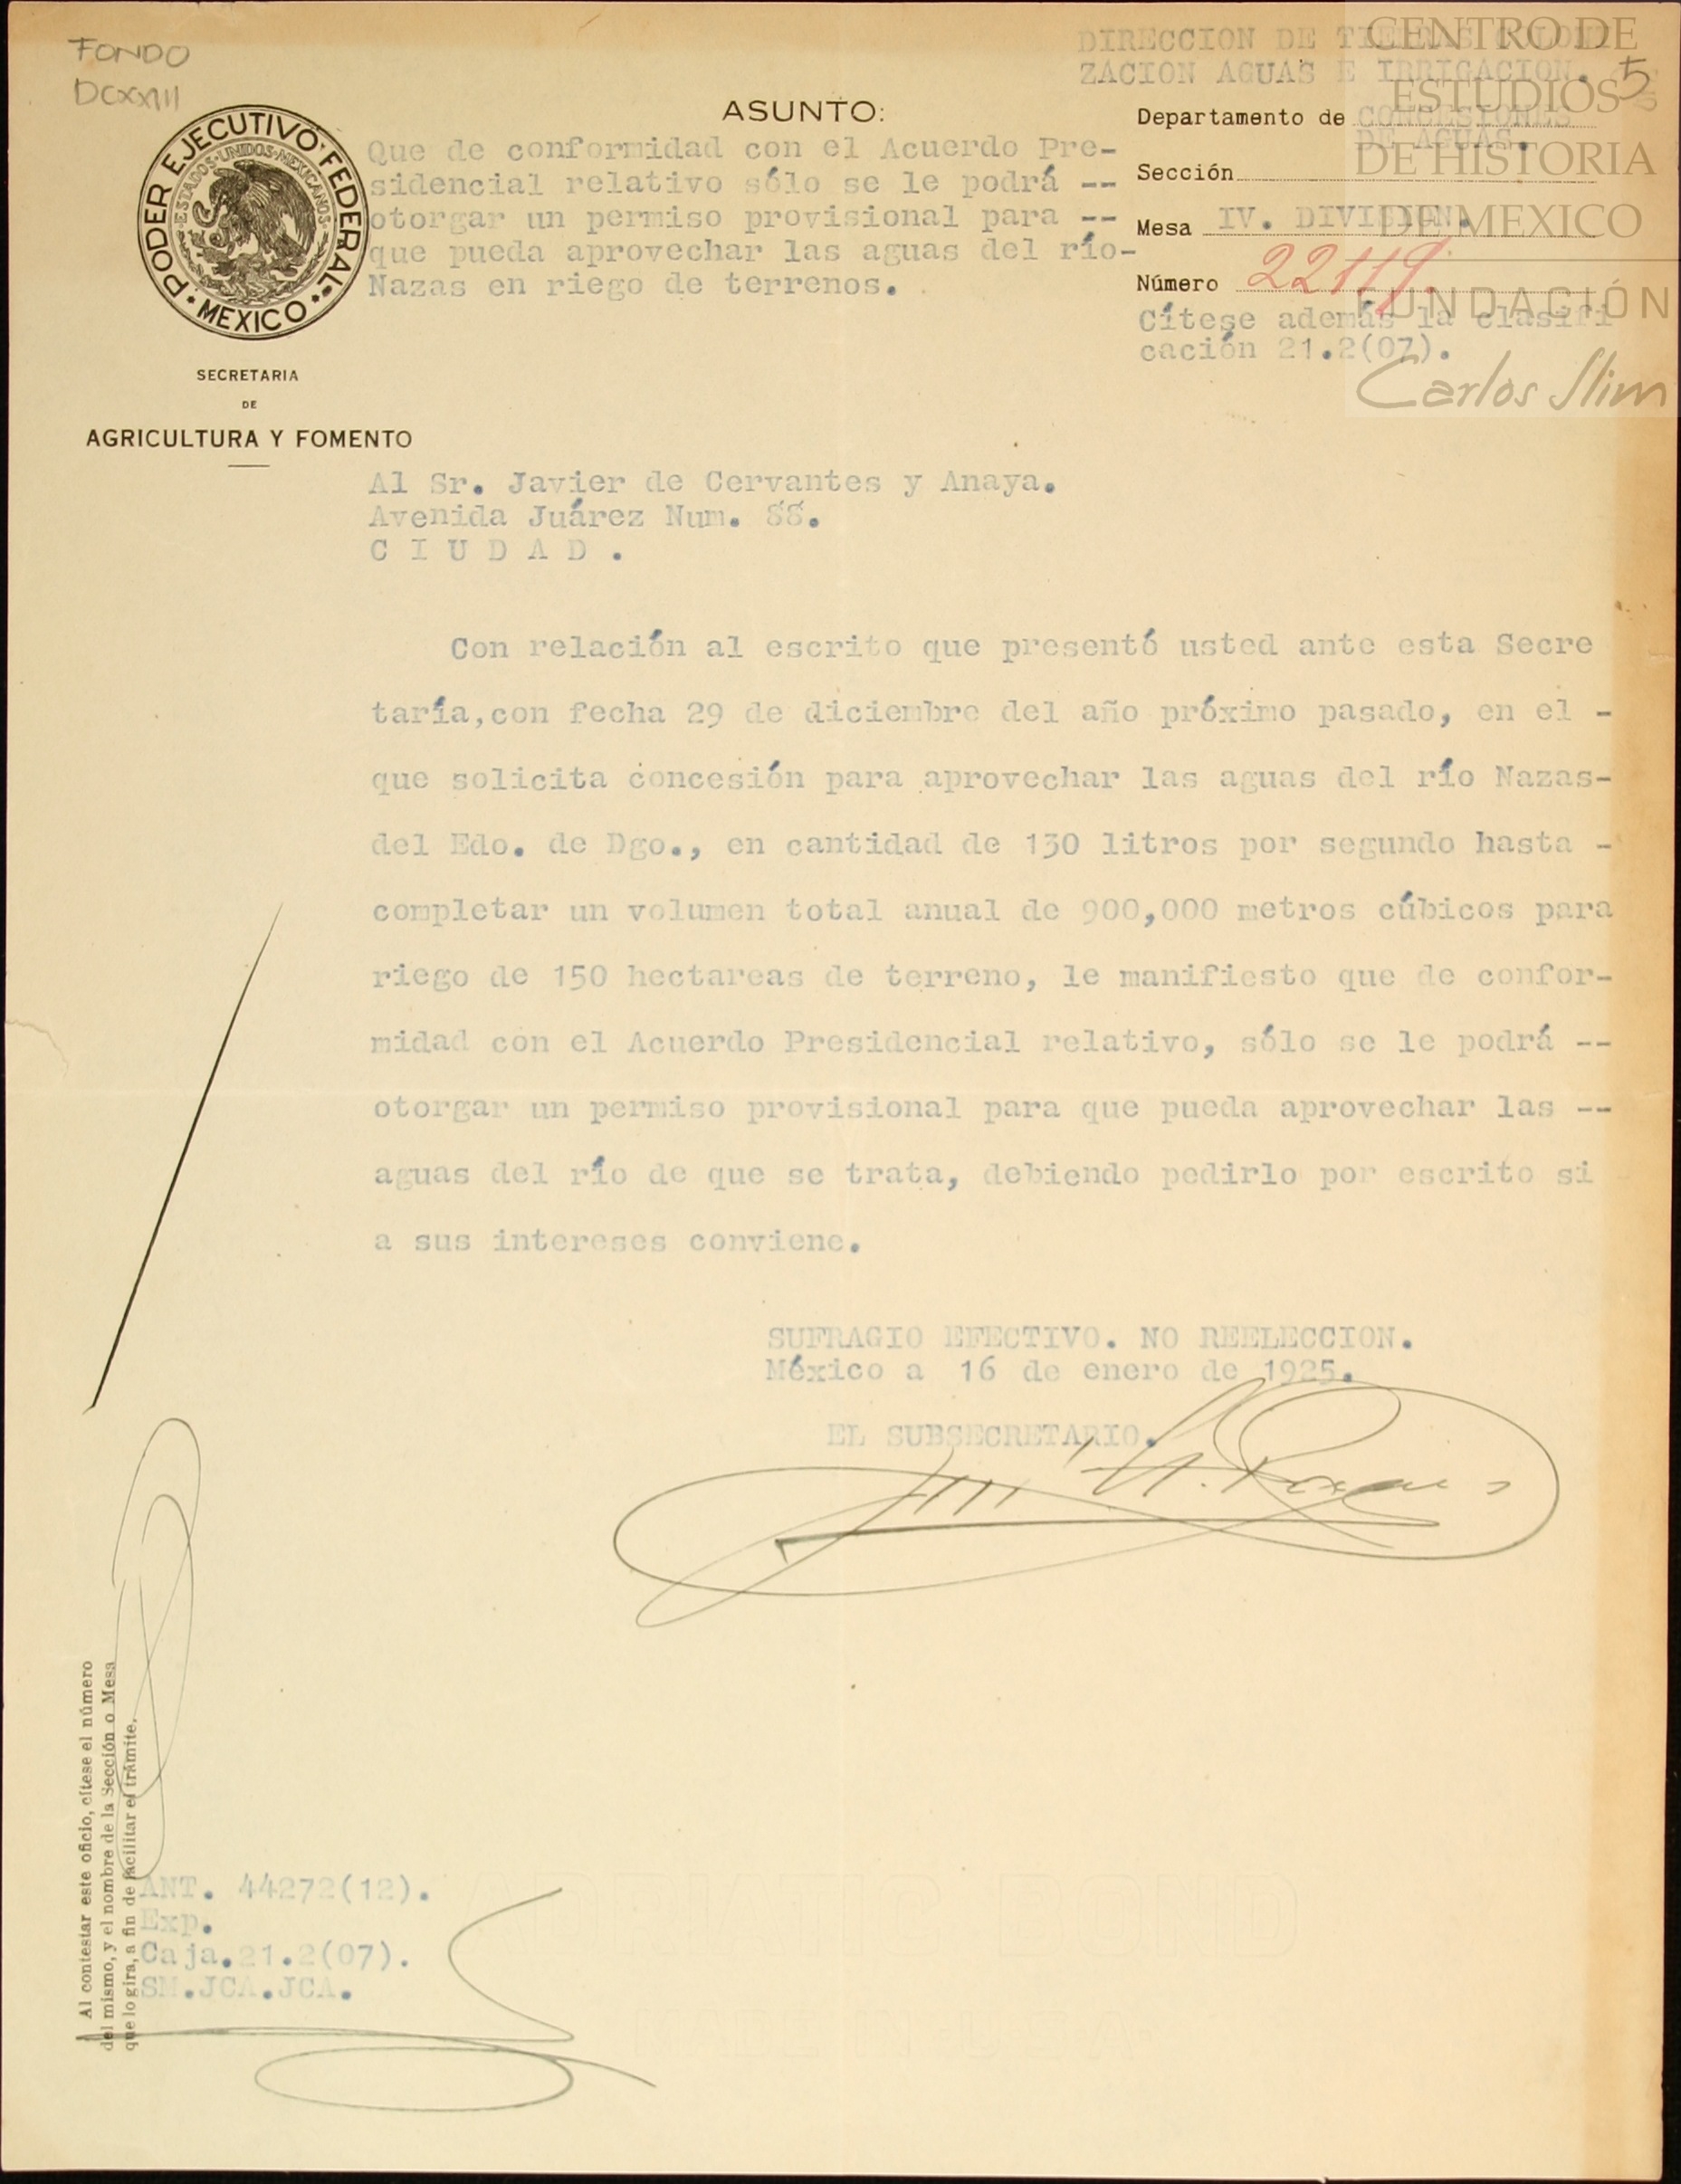 FONDO
DCXXIII
PODER EJECUTIVO FEDERAL
ESTADOS-UNIDOS-MEXICANOS
MEXICO
SECRETARIA
DE
AGRICULTURA Y FOMENTO
ASUNTO:
Que de conformidad con el Acuerdo Pre-
sidencial relativo sólo se le podrá --
otorgar un permiso provisional para --
que pueda aprovechar las aguas del río-
Nazas en riego de terrenos.
DIRECCION DE TIERRAS COLONI
ZACION AGUAS E IRRIGACION.
5
Departamento de CONCESIONES
DE AGUAS.
Sección
Mesa IV. DIVISION.
Número 22119.
Cítese además la clasifi
cación 21.2(07).
CENTRO DE
ESTUDIOS
DE HISTORIA
DE MEXICO
FUNDACIÓN
Carlos Slim
Al Sr. Javier de Cervantes y Anaya.
Avenida Juárez Num. 88.
C I U D A D .
Con relación al escrito que presentó usted ante esta Secre
taría,con fecha 29 de diciembre del año próximo pasado, en el -
que solicita concesión para aprovechar las aguas del río Nazas-
del Edo. de Dgo., en cantidad de 130 litros por segundo hasta -
completar un volumen total anual de 900,000 metros cúbicos para
riego de 150 hectareas de terreno, le manifiesto que de confor-
midad con el Acuerdo Presidencial relativo, sólo se le podrá --
otorgar un permiso provisional para que pueda aprovechar las --
aguas del río de que se trata, debiendo pedirlo por escrito si
a sus intereses conviene.
SUFRAGIO EFECTIVO. NO REELECCION.
México a 16 de enero de 1925.
EL SUBSECRETARIO.
Al contestar este oficio, cítese el número
del mismo, y el nombre de la Sección o Mesa
que lo gira, a fin de facilitar el trámite.
ANT. 44272(12).
Exp.
Caja.21.2(07).
SM.JCA.JCA.